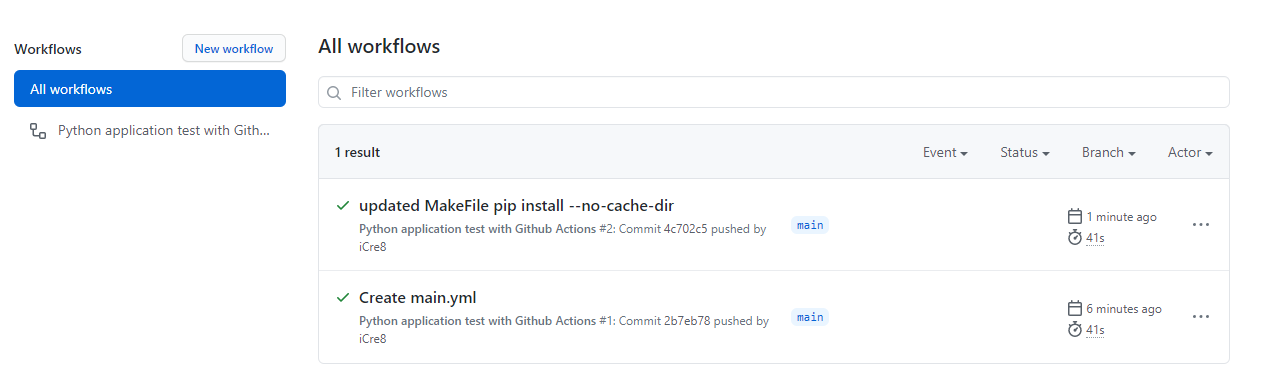 Workflows
New workflow
All workflows
Python application test with Gith...
All workflows
Filter workflows
1 result
Event
Status
Branch
Actor
updated MakeFile pip install --no-cache-dir
Python application test with Github Actions #2: Commit 4c702c5 pushed by
iCre8
main
1 minute ago
41s
Create main.yml
Python application test with Github Actions #1: Commit 2b7eb78 pushed by
iCre8
main
6 minutes ago
41s